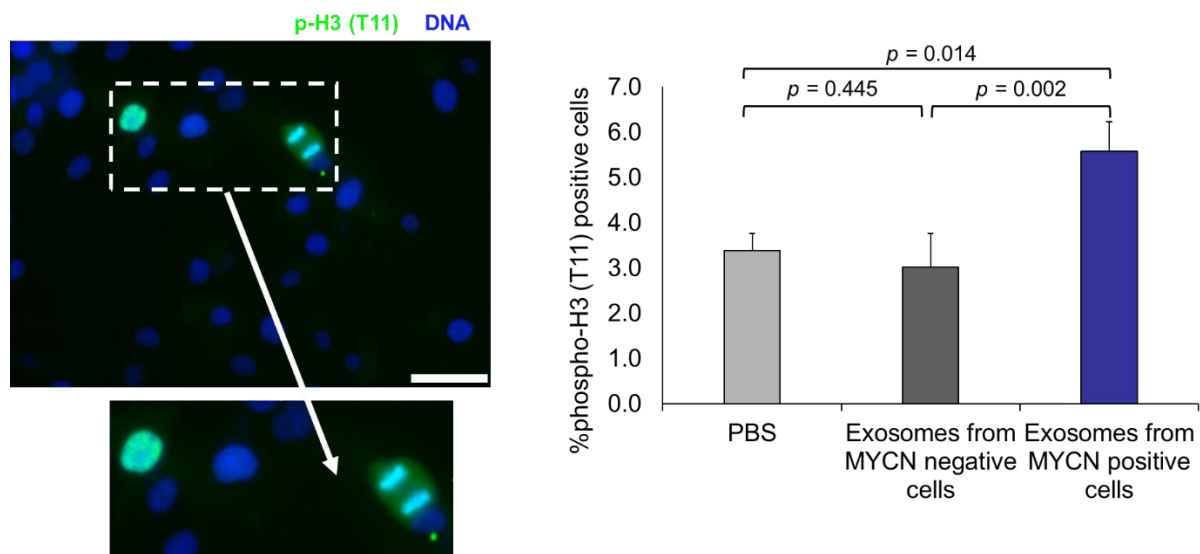 p-H3 (T11) DNA
%phospho-H3 (T11) positive cells
p = 0.014
p = 0.445
p = 0.002
7.0
6.0
5.0
4.0
3.0
2.0
1.0
0.0
PBS
Exosomes from
MYCN negative
cells
Exosomes from
MYCN positive
cells